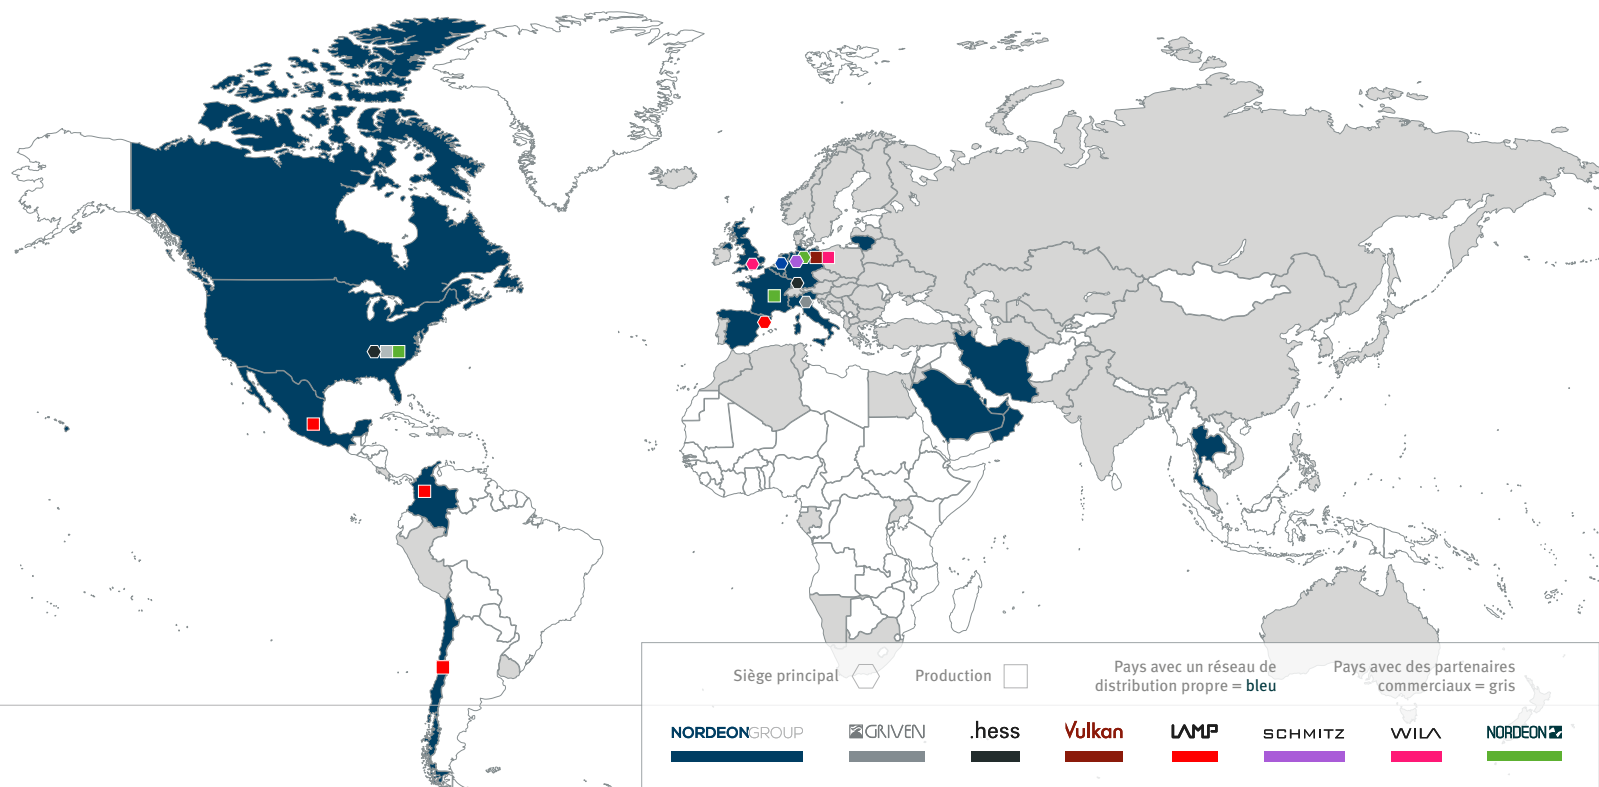 Siège principal
Production
Pays avec un réseau de
distribution propre = bleu
Pays avec des partenaires
commerciaux = gris
NORDEONGROUP
GRIVEN
.hess
Vulkan
LAMP
SCHMITZ
WILA
NORDEON